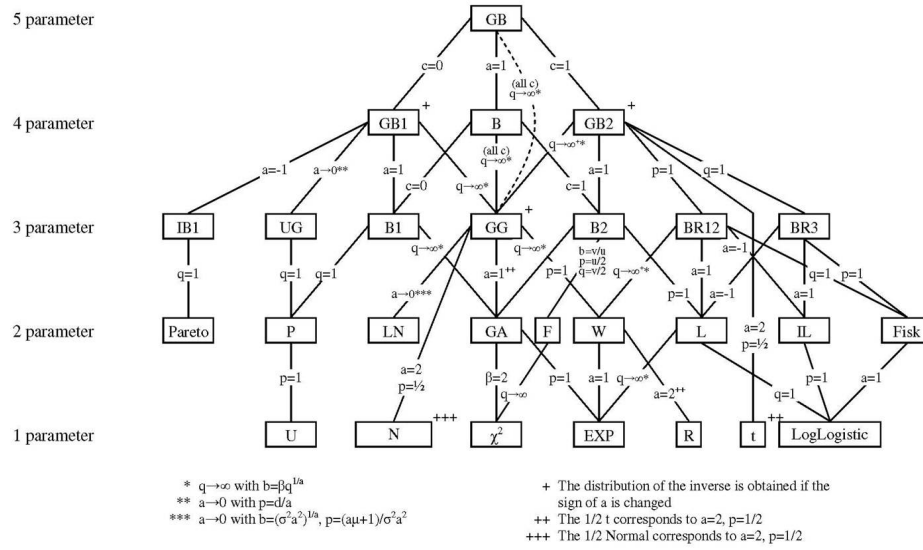 5 parameter
GB
c=0
a=1
c=1
(all c)
q→∞*
4 parameter
GB1
+
B
GB2
+
(all c)
q→∞*
q→∞+*
a=-1
a→0**
a=1
c=0
q→∞*
c=1
a=1
p=1
q=1
3 parameter
IB1
UG
B1
GG
+
B2
BR12
BR3
q→∞*
q→∞*
b=v/u
p=u/2
q=v/2
a=-1
q=1
q=1
q=1
a→0***
a=1++
p=1
q→∞+*
p=1
a=1
a=-1
a=1
q=1
p=1
2 parameter
Pareto
P
LN
GA
F
W
L
IL
Fisk
a=2
p=½
p=1
a=2
p=½
β=2
q→∞
p=1
a=1
q→∞*
a=2++
q=1
p=1
a=1
1 parameter
U
N
+++
χ²
EXP
R
t
++
LogLogistic
* q→∞ with b=βq^1/a
** a→0 with p=d/a
*** a→0 with b=(σ²a²)^1/a, p=(aμ+1)/σ²a²
+ The distribution of the inverse is obtained if the
sign of a is changed
++ The 1/2 t corresponds to a=2, p=1/2
+++ The 1/2 Normal corresponds to a=2, p=1/2